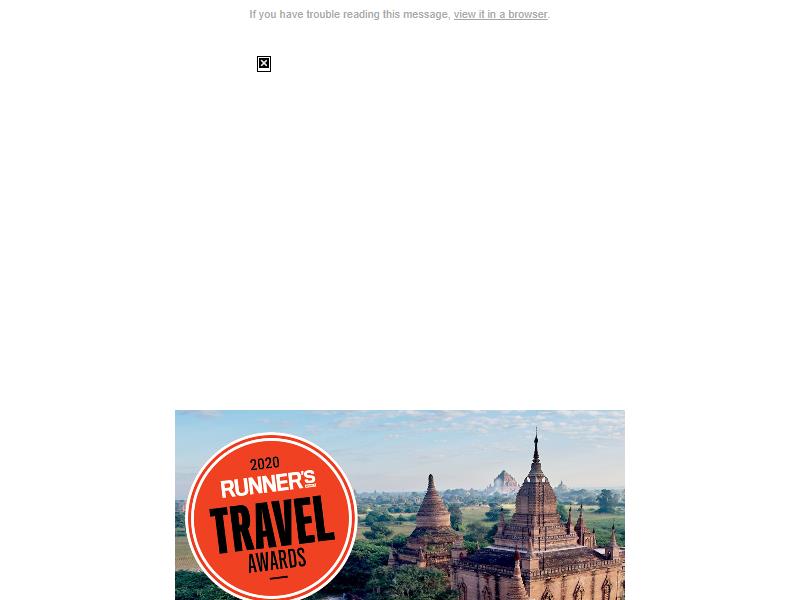 If you have trouble reading this message, view it in a browser.
2020
RUNNER'S
TRAVEL
AWARDS